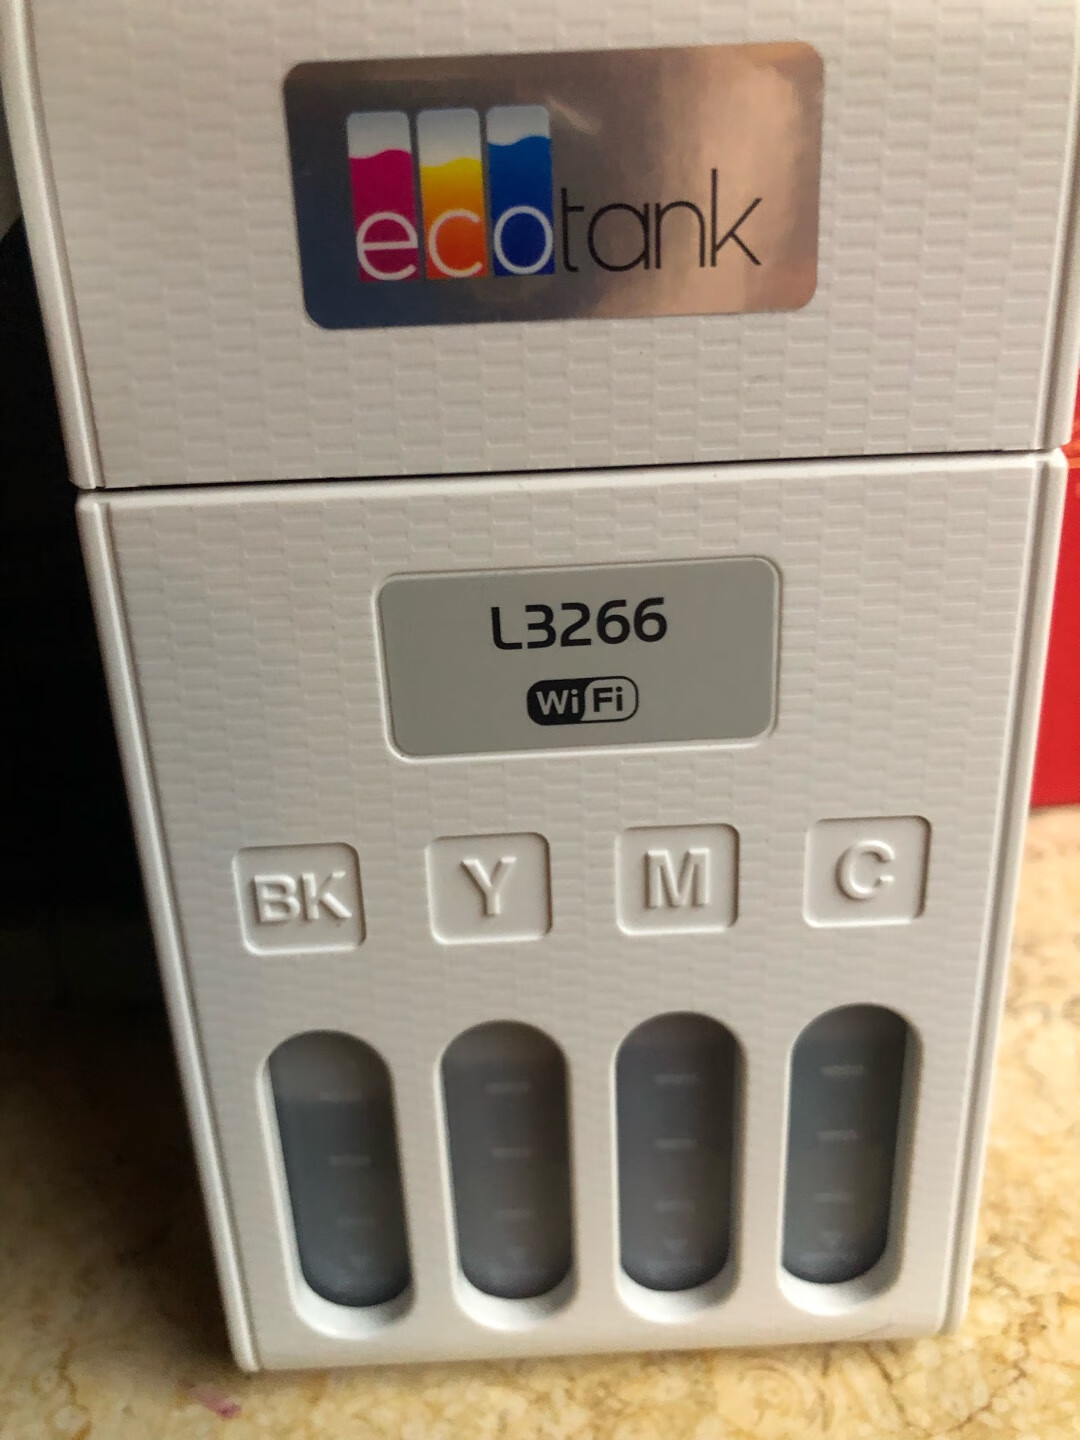 ecotank
L3266
WiFi
BK Y M C